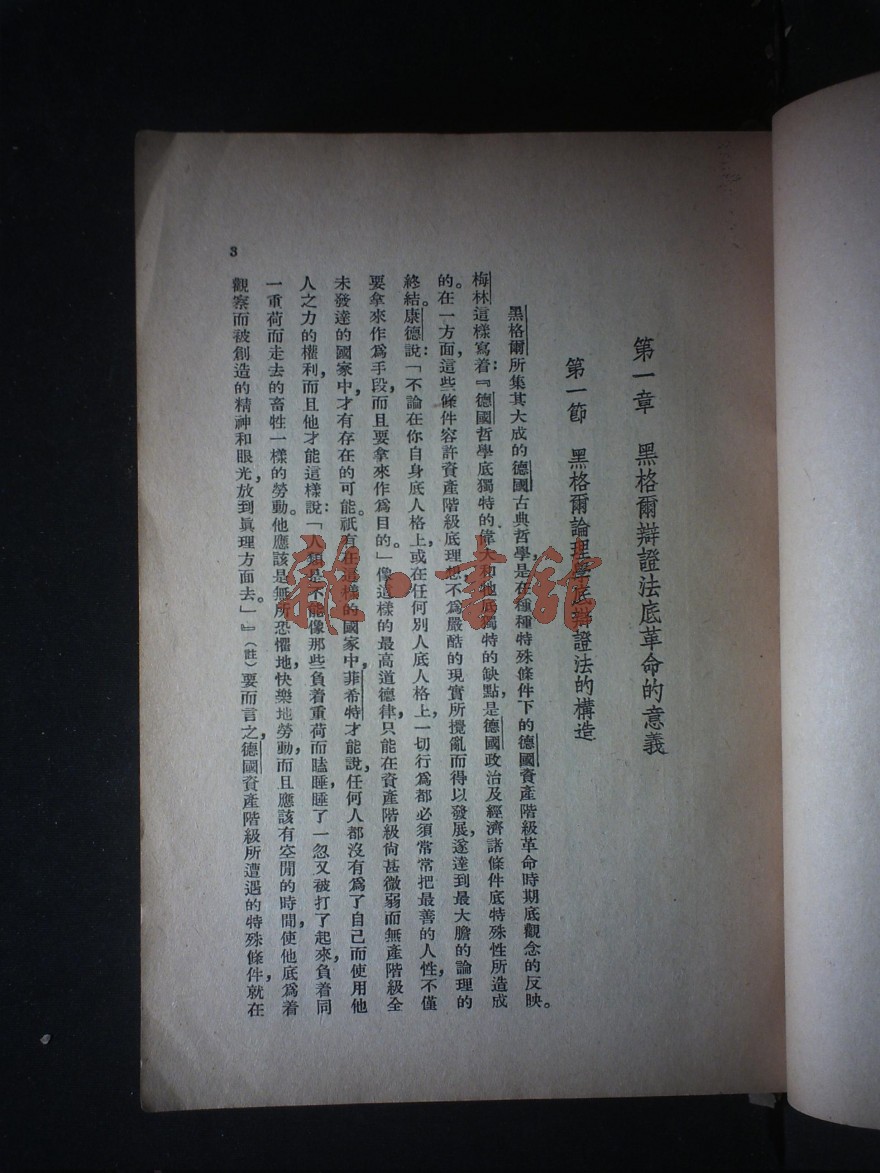 第一章　黑格爾辯證法底革命的意義
第一節　黑格爾論理學底辯證法的構造
黑格爾所集其大成的德國古典哲學，是在種種特殊條件下的德國資產階級革命時期底觀念的反映。
梅林這樣寫着：『德國哲學底獨特的偉大和他底獨特的缺點，是德國政治及經濟諸條件底特殊性所造成
的。在一方面，這些條件容許資產階級底理想，不爲嚴酷的現實所攪亂而得以發展，遂達到最大膽的論理的
終結。康德說：「不論在你自身底人格上，或在任何別人底人格上，一切行爲都必須常常把最善的人性，不僅
要拿來作爲手段，而且要拿來作爲目的。」像這樣的最高道德律，只能在資產階級尙甚微弱而無產階級全
未發達的國家中，才有存在的可能。祇有在這樣的國家中，菲希特才能說，任何人都沒有爲了自己而使用他
人之力的權利，而且他才能這樣說：「人類是不能像那些負着重荷而瞌睡，睡了一忽又被打了起來，負着同
一重荷而走去的畜牲一樣的勞動。他應該是無所恐懼地，快樂地勞動，而且應該有空閒的時間，使他底爲着
觀察而被創造的精神和眼光，放到眞理方面去。」』（註）要而言之，德國資產階級所遭遇的特殊條件，就在
3
雜·書館